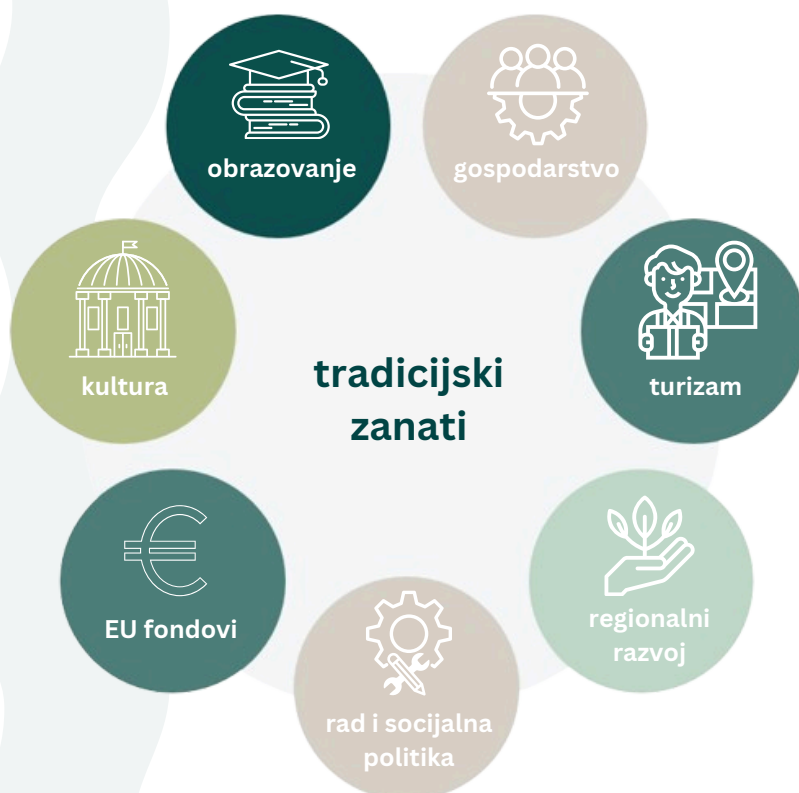 obrazovanje
gospodarstvo
kultura
tradicijski
zanati
turizam
EU fondovi
regionalni
razvoj
rad i socijalna
politika